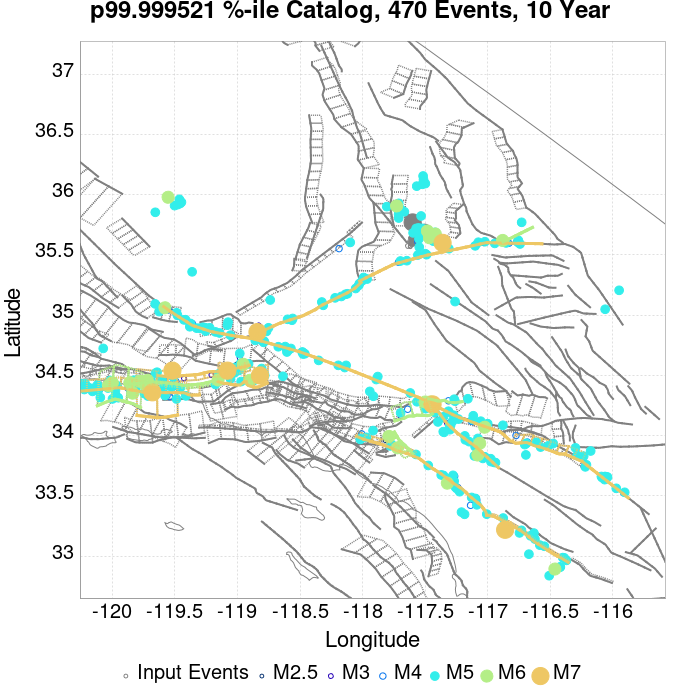 p99.999521 %-ile Catalog, 470 Events, 10 Year
37
36.5
36
35.5
35
34.5
34
33.5
33
Latitude
-120 -119.5 -119 -118.5 -118 -117.5 -117 -116.5 -116
Longitude
Input Events M2.5 M3 M4 M5 M6 M7